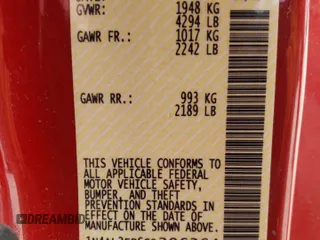 GVWR: 1948 KG
4294 LB
GAWR FR: 1017 KG
2242 LB
GAWR RR: 993 KG
2189 LB
THIS VEHICLE CONFORMS TO
ALL APPLICABLE FEDERAL
MOTOR VEHICLE SAFETY,
BUMPER, AND THEFT
PREVENTION STANDARDS IN
EFFECT ON THE DATE OF
MANUFACTURE SHOWN ABOVE.
DREAMBID